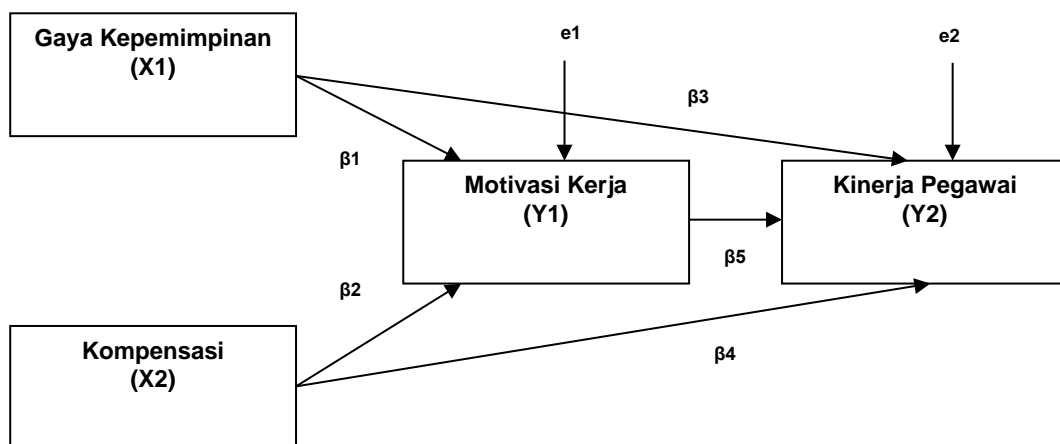 Gaya Kepemimpinan
(X1)
e1
e2
β3
β1
Motivasi Kerja
(Y1)
Kinerja Pegawai
(Y2)
β5
β2
Kompensasi
(X2)
β4